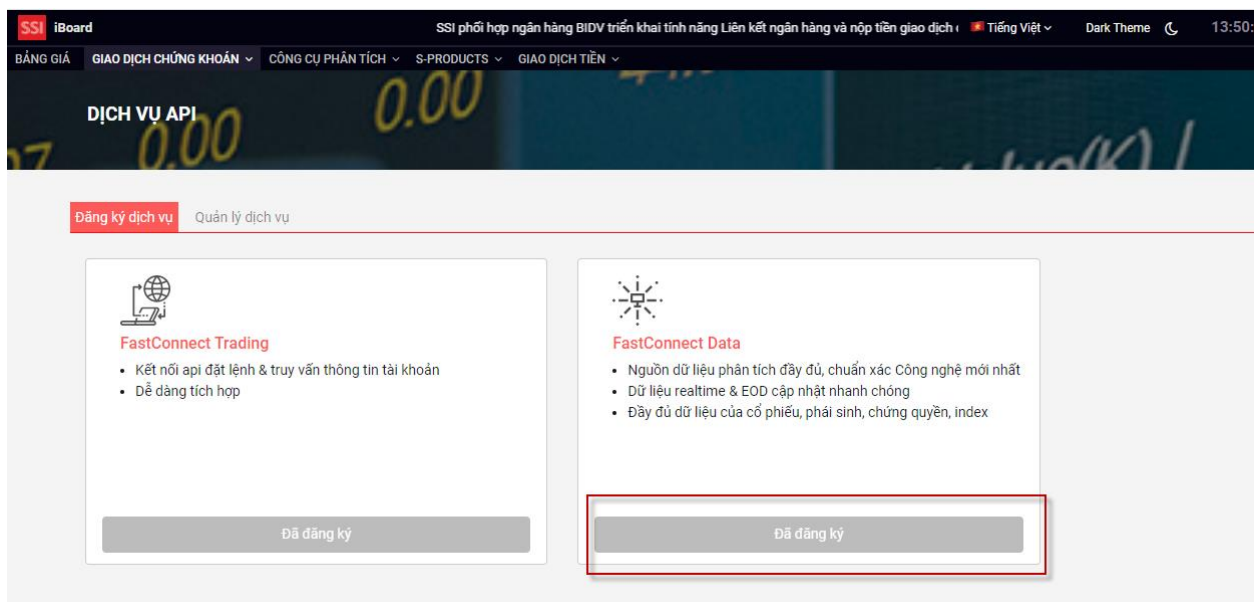 SSI iBoard SSI phối hợp ngân hàng BIDV triển khai tính năng Liên kết ngân hàng và nộp tiền giao dịch Tiếng Việt Dark Theme 13:50:
BẢNG GIÁ GIAO DỊCH CHỨNG KHOÁN CÔNG CỤ PHÂN TÍCH S-PRODUCTS GIAO DỊCH TIỀN
DỊCH VỤ API
0.00
0.00
Đăng ký dịch vụ Quản lý dịch vụ
FastConnect Trading
• Kết nối api đặt lệnh & truy vấn thông tin tài khoản
• Dễ dàng tích hợp
Đã đăng ký
FastConnect Data
• Nguồn dữ liệu phân tích đầy đủ, chuẩn xác Công nghệ mới nhất
• Dữ liệu realtime & EOD cập nhật nhanh chóng
• Đầy đủ dữ liệu của cổ phiếu, phái sinh, chứng quyền, index
Đã đăng ký